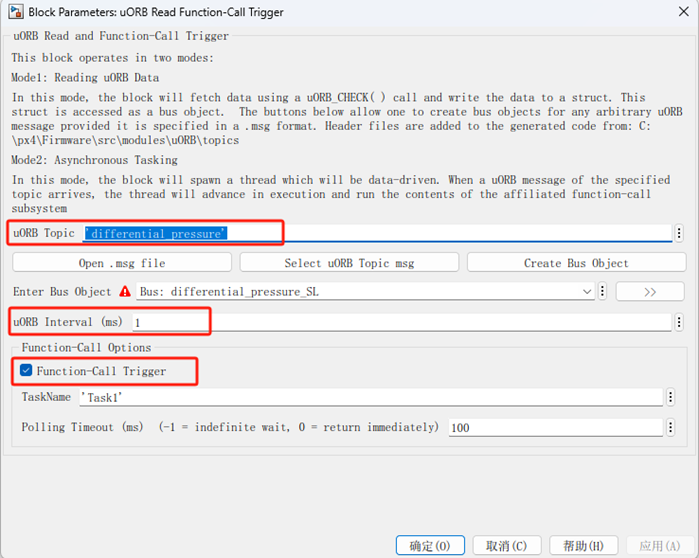 Block Parameters: uORB Read Function-Call Trigger
uORB Read and Function-Call Trigger
This block operates in two modes:
Mode1: Reading uORB Data
In this mode, the block will fetch data using a uORB_CHECK( ) call and write the data to a struct. This
struct is accessed as a bus object.  The buttons below allow one to create bus objects for any arbitrary uORB
message provided it is specified in a .msg format. Header files are added to the generated code from: C:
\px4\Firmware\src\modules\uORB\topics
Mode2: Asynchronous Tasking
In this mode, the block will spawn a thread which will be data-driven. When a uORB message of the specified
topic arrives, the thread will advance in execution and run the contents of the affiliated function-call
subsystem
uORB Topic 'differential_pressure'
Open .msg file Select uORB Topic msg Create Bus Object
Enter Bus Object Bus: differential_pressure_SL >>
uORB Interval (ms) 1
Function-Call Options
Function-Call Trigger
TaskName 'Task1'
Polling Timeout (ms)  (-1 = indefinite wait, 0 = return immediately) 100
确定(O) 取消(C) 帮助(H) 应用(A)